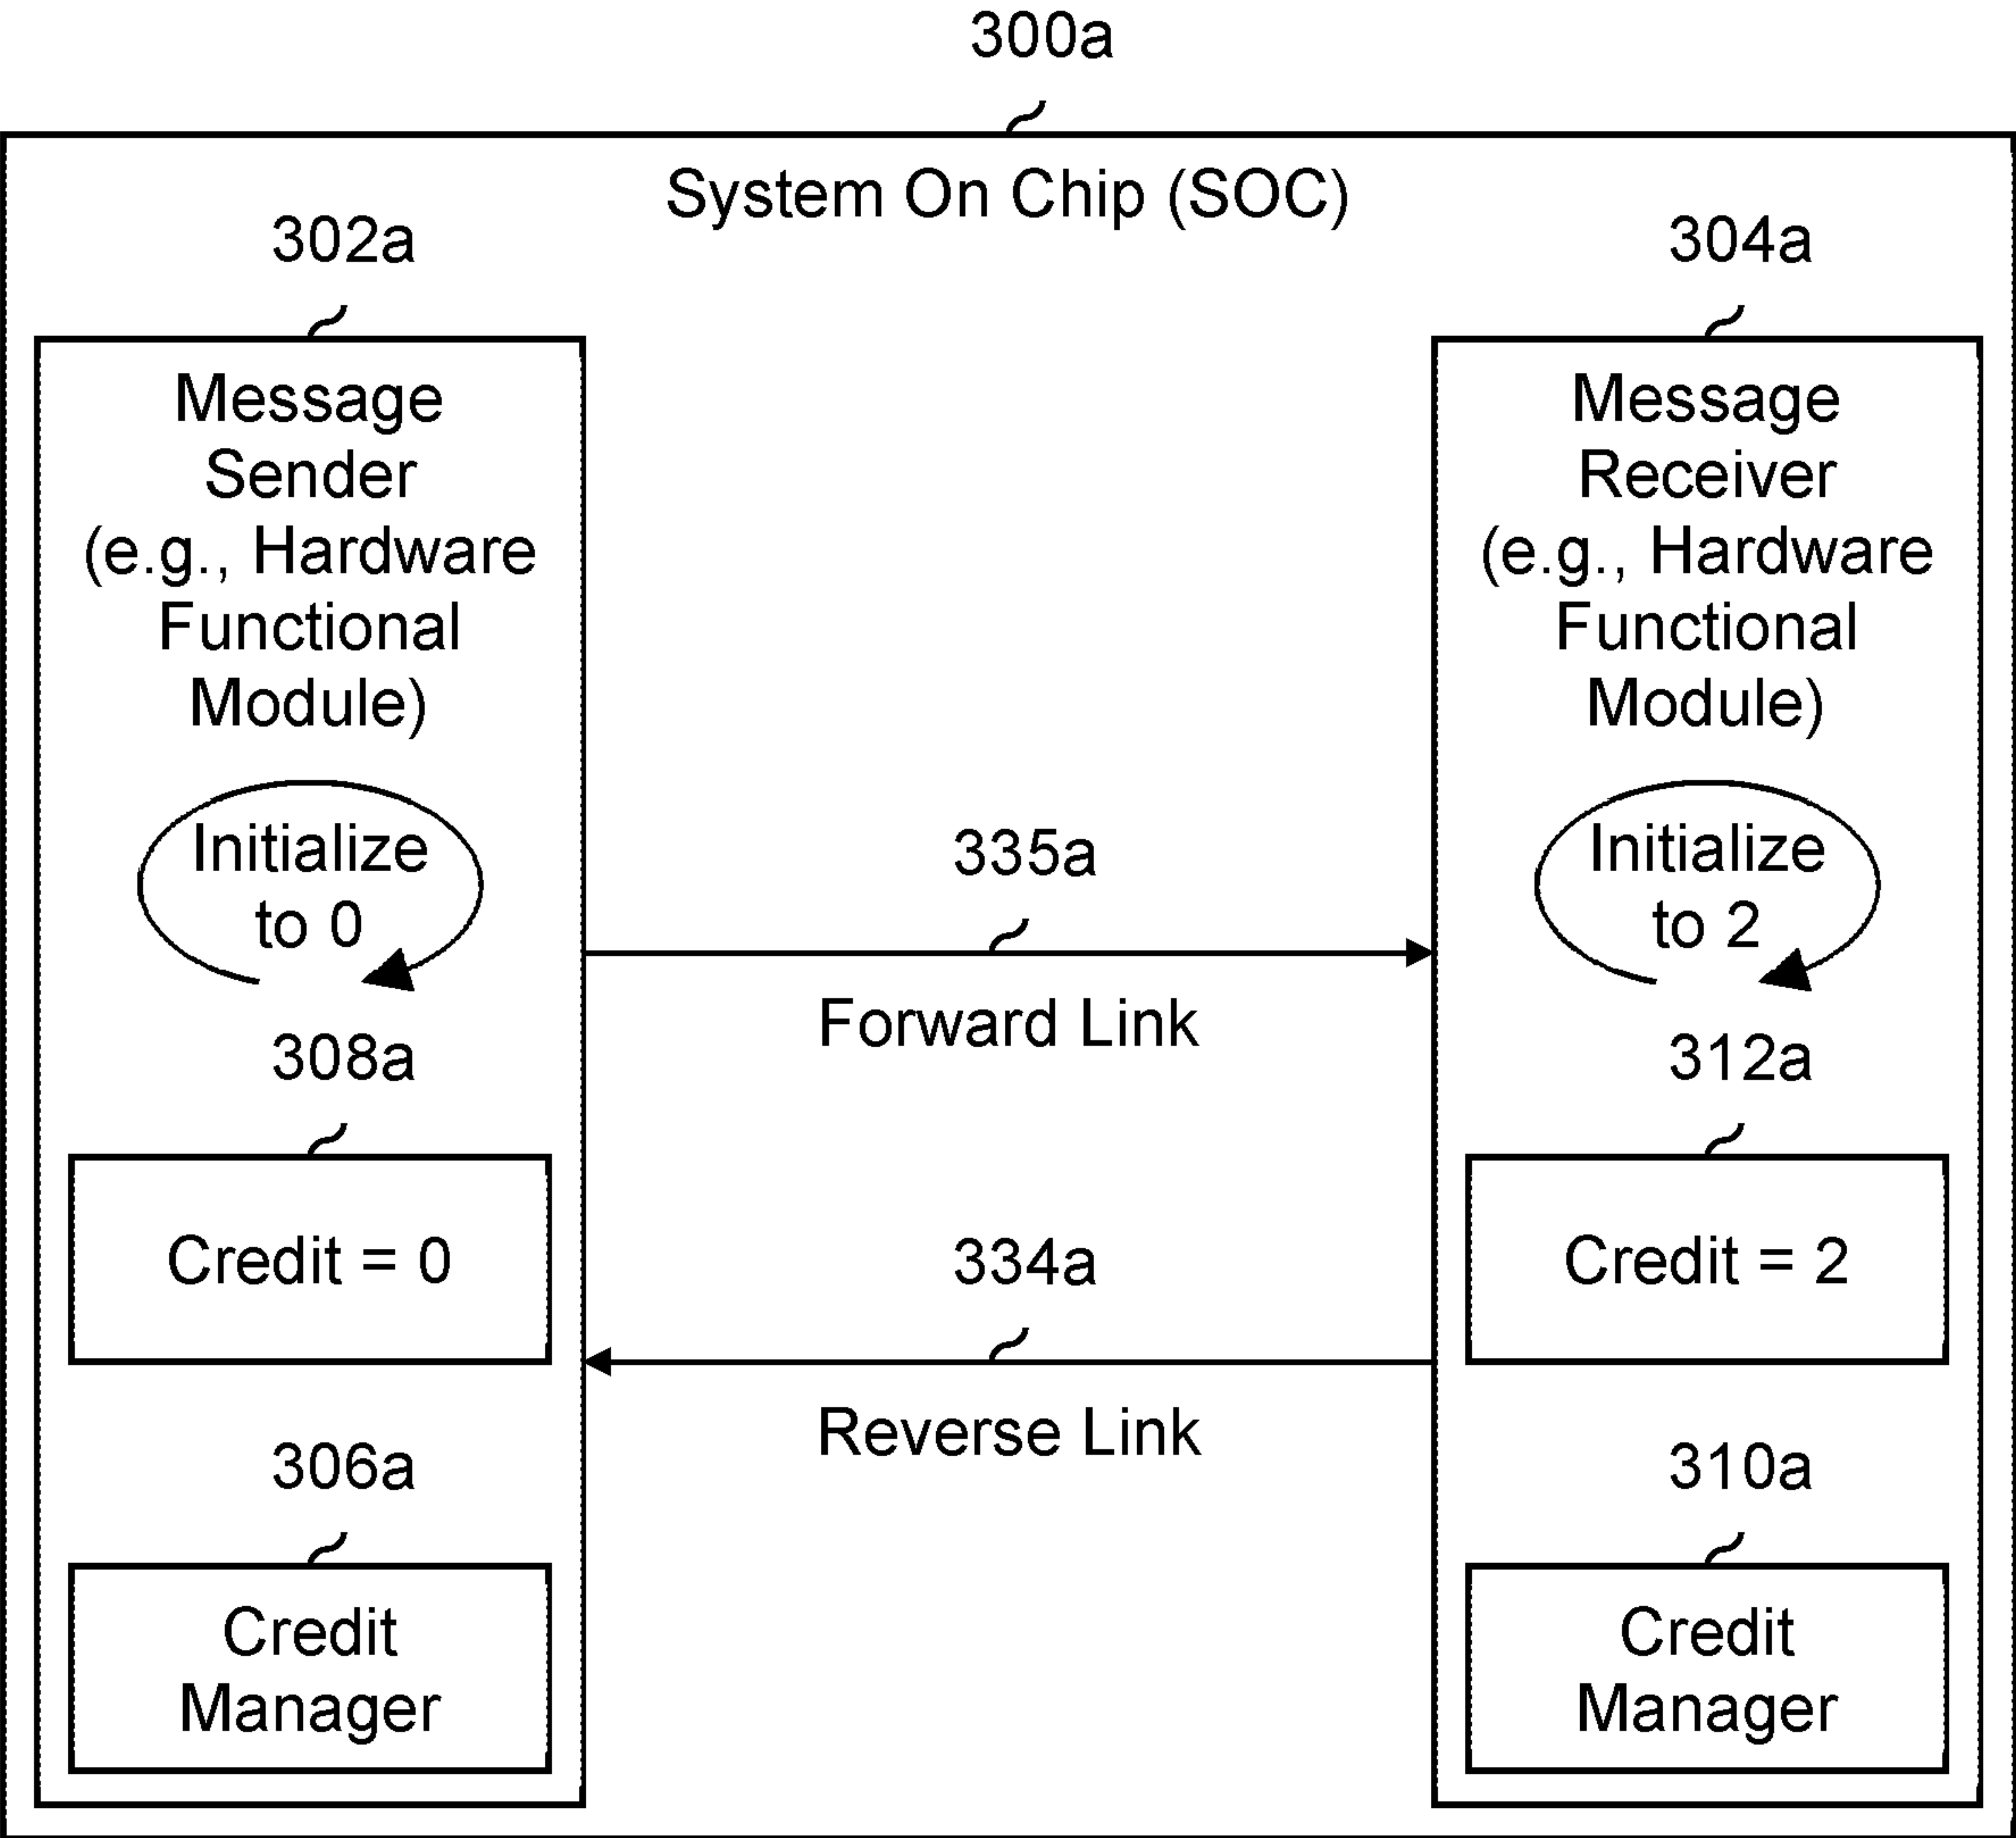 300a
System On Chip (SOC)
302a
304a
Message
Sender
(e.g., Hardware
Functional
Module)
Message
Receiver
(e.g., Hardware
Functional
Module)
Initialize
to 0
335a
Forward Link
Initialize
to 2
308a
Credit = 0
312a
Credit = 2
334a
Reverse Link
306a
Credit
Manager
310a
Credit
Manager